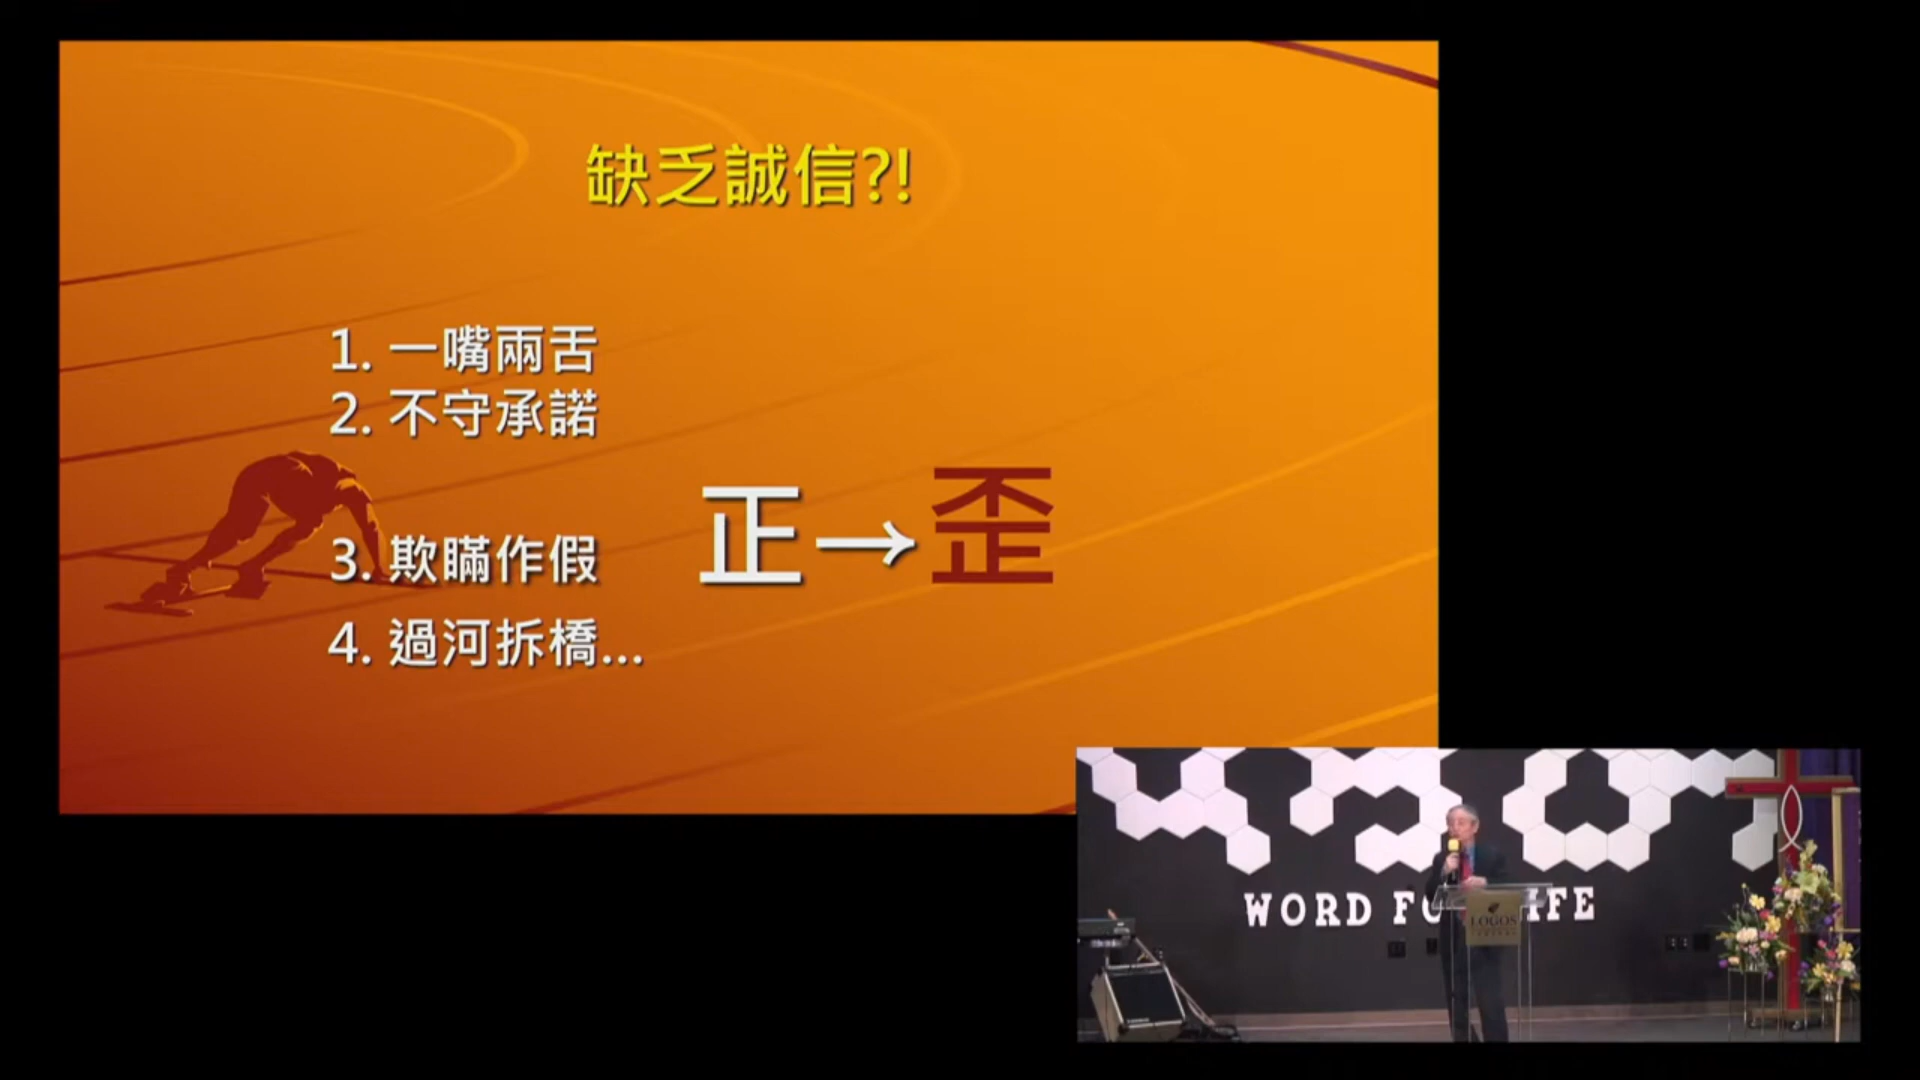 缺乏誠信?!
1. 一嘴兩舌
2. 不守承諾
正→歪
3. 欺瞞作假
4. 過河拆橋...
WORD FO IFE
LOGOS